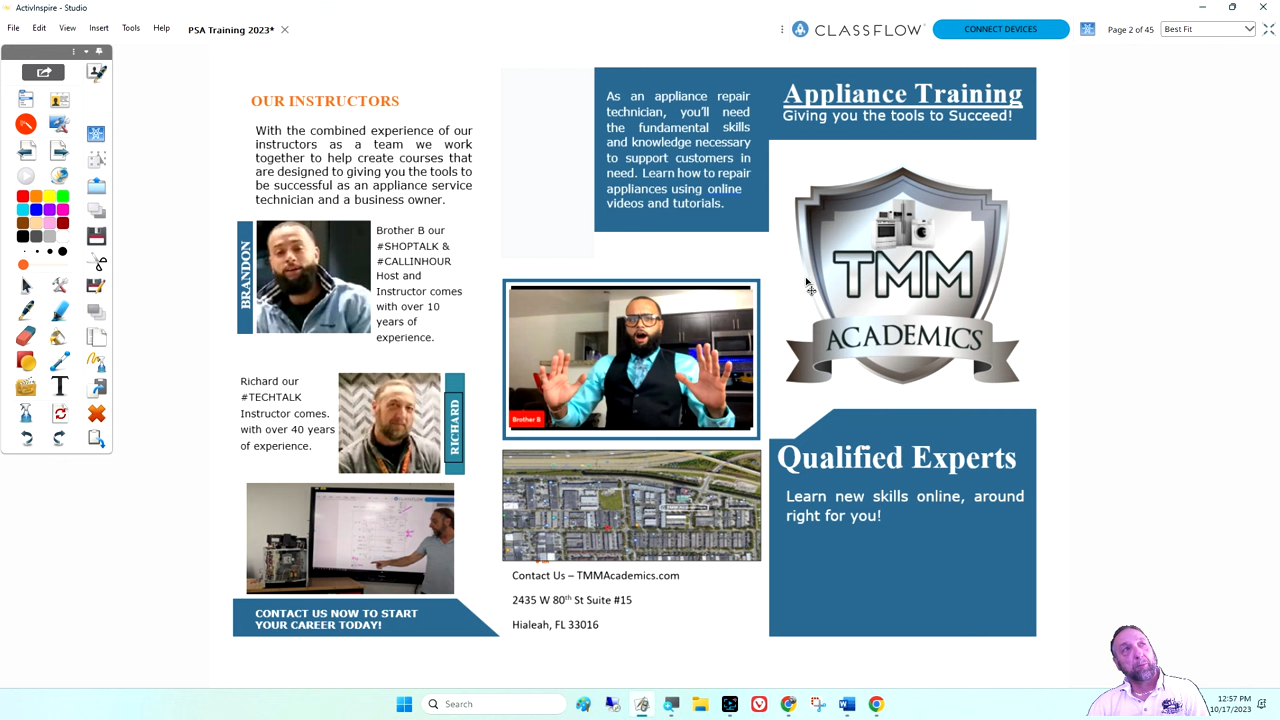 ActivInspire - Studio
File Edit View Insert Tools Help
PSA Training 2023*
CLASSFLOW
CONNECT DEVICES
Page 2 of 45
Best Fit
OUR INSTRUCTORS
With the combined experience of our
instructors as a team we work
together to help create courses that
are designed to giving you the tools to
be successful as an appliance service
technician and a business owner.
BRANDON
Brother B our
#SHOPTALK &
#CALLINHOUR
Host and
Instructor comes
with over 10
years of
experience.
Richard our
#TECHTALK
Instructor comes.
with over 40 years
of experience.
RICHARD
CONTACT US NOW TO START
YOUR CAREER TODAY!
As an appliance repair
technician, you'll need
the fundamental skills
and knowledge necessary
to support customers in
need. Learn how to repair
appliances using online
videos and tutorials.
Brother B
Contact Us – TMMAcademics.com
2435 W 80th St Suite #15
Hialeah, FL 33016
Appliance Training
Giving you the tools to Succeed!
TMM
ACADEMICS
Qualified Experts
Learn new skills online, around
right for you!
Search
12:57 PM
10/17/2023